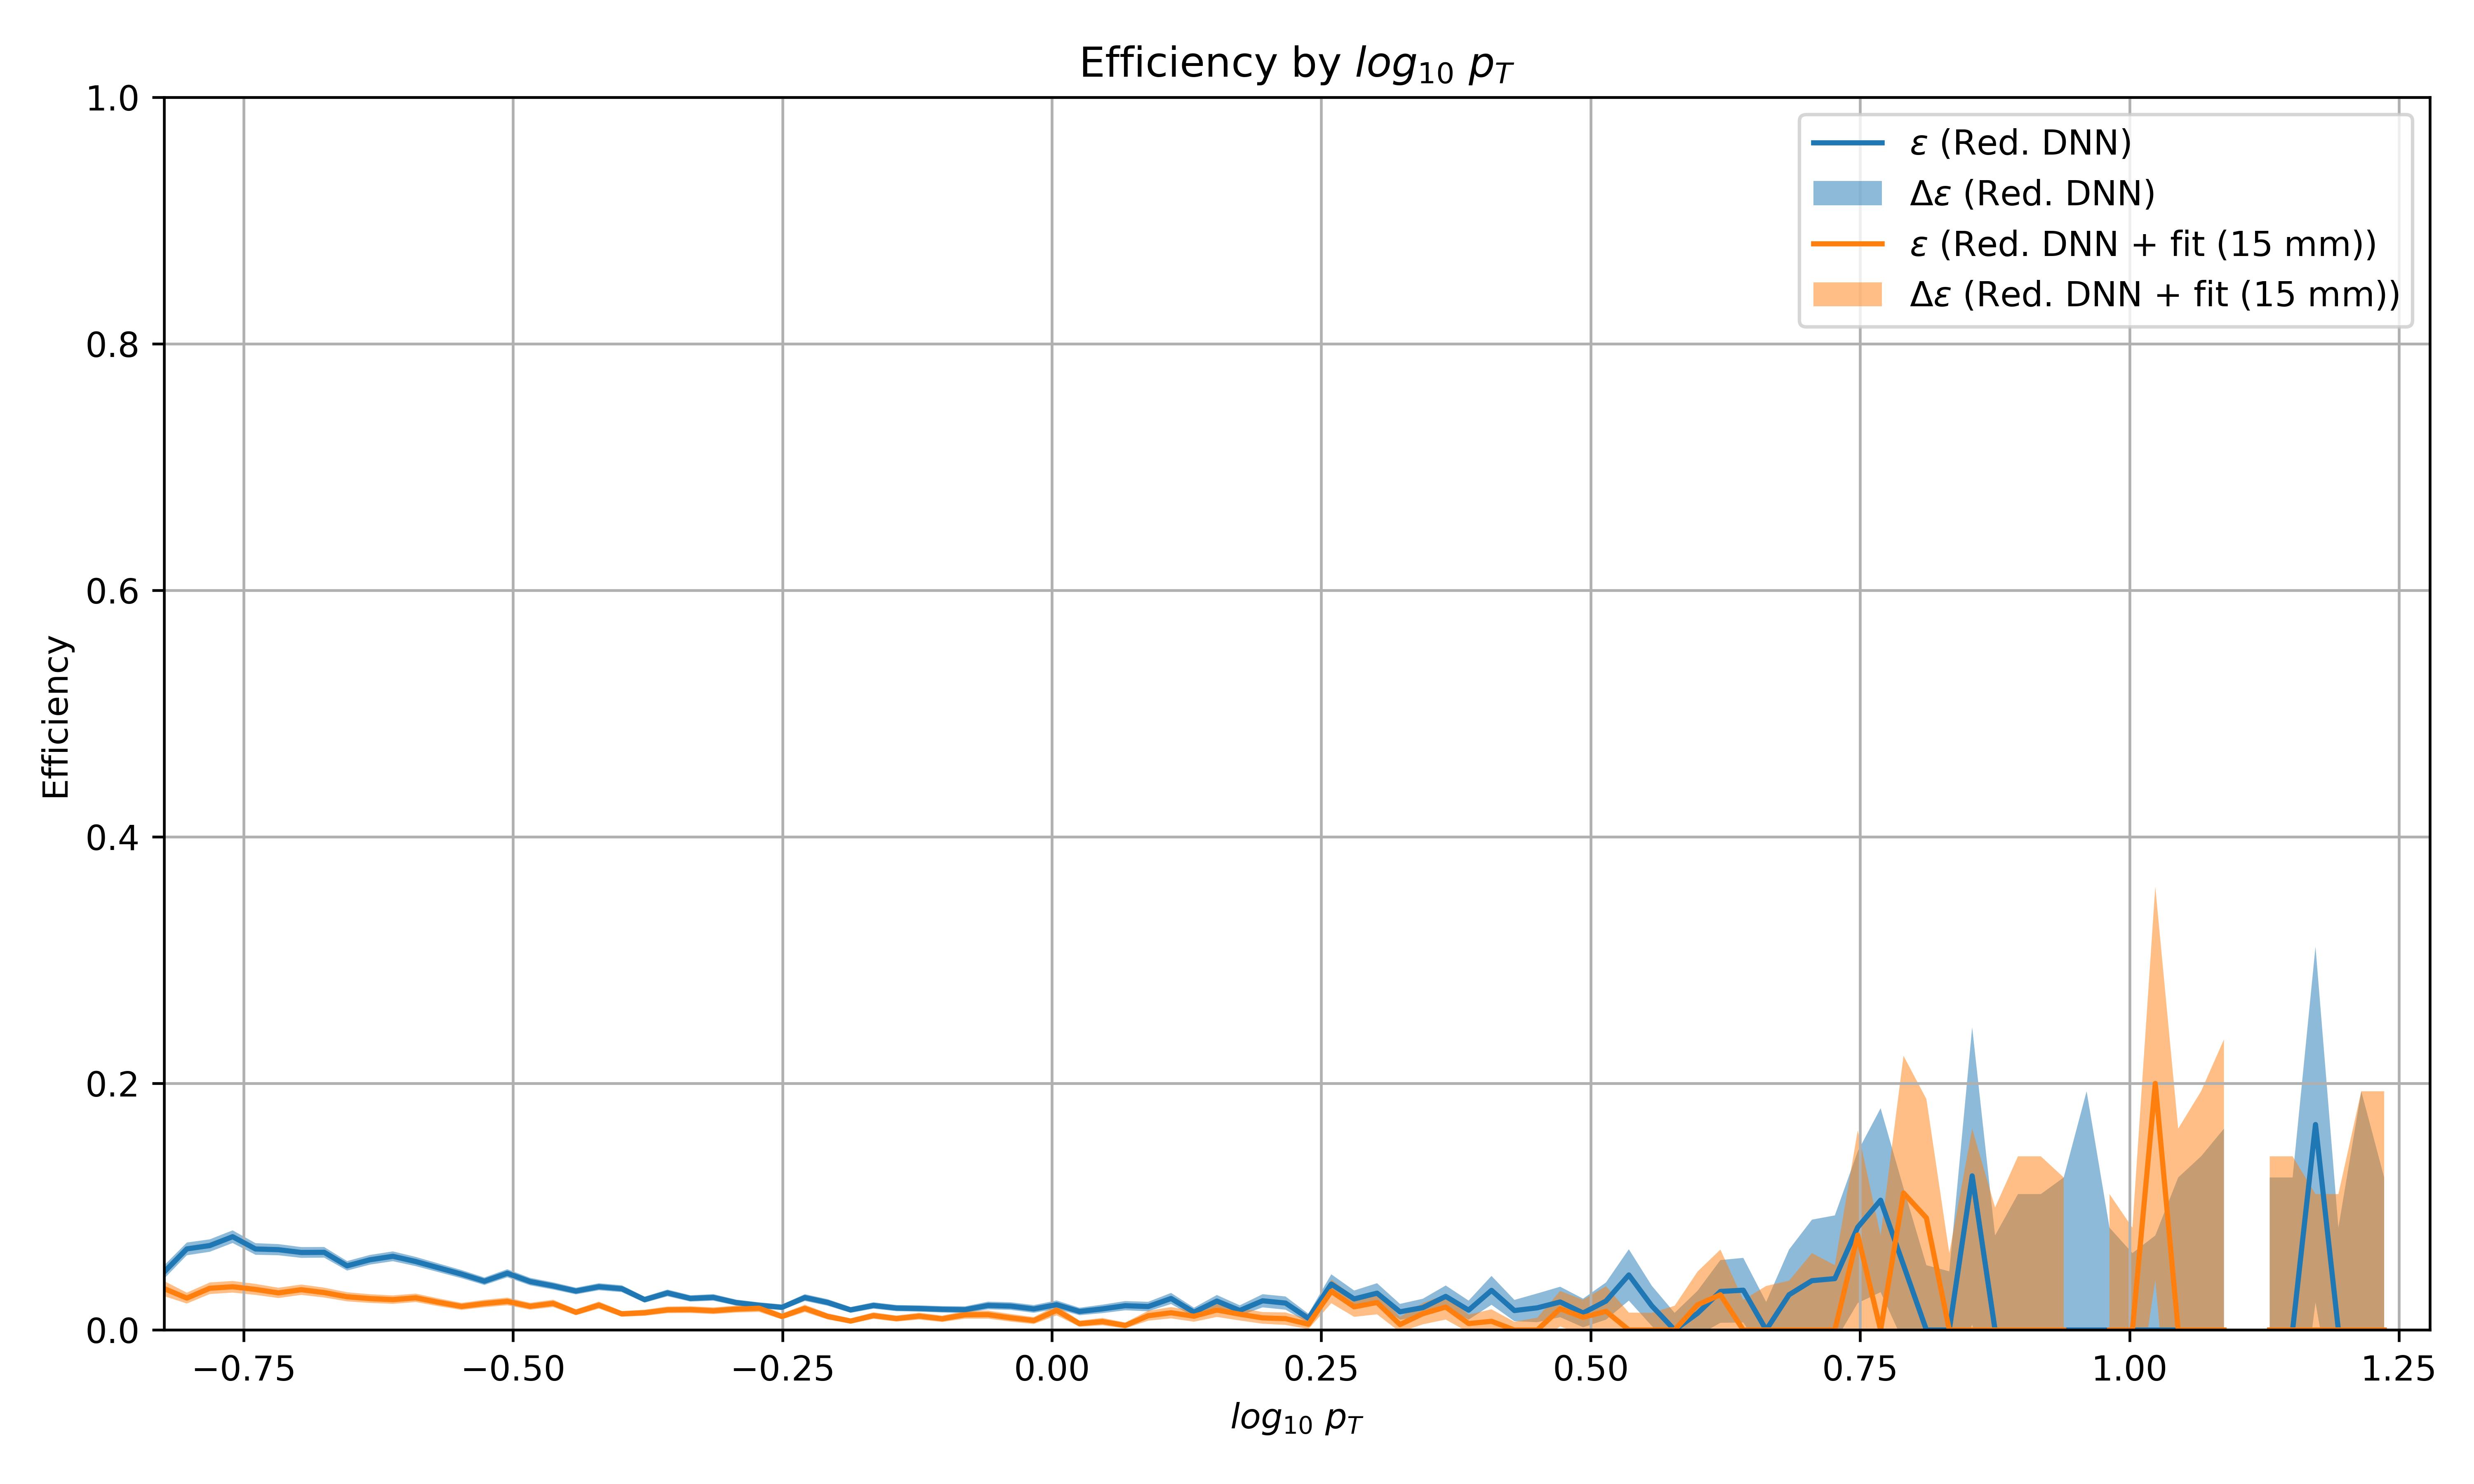 Efficiency by log₁₀ p_T
1.0
0.8
0.6
0.4
0.2
0.0
Efficiency
ε (Red. DNN)
Δε (Red. DNN)
ε (Red. DNN + fit (15 mm))
Δε (Red. DNN + fit (15 mm))
−0.75 −0.50 −0.25 0.00 0.25 0.50 0.75 1.00 1.25
log₁₀ p_T